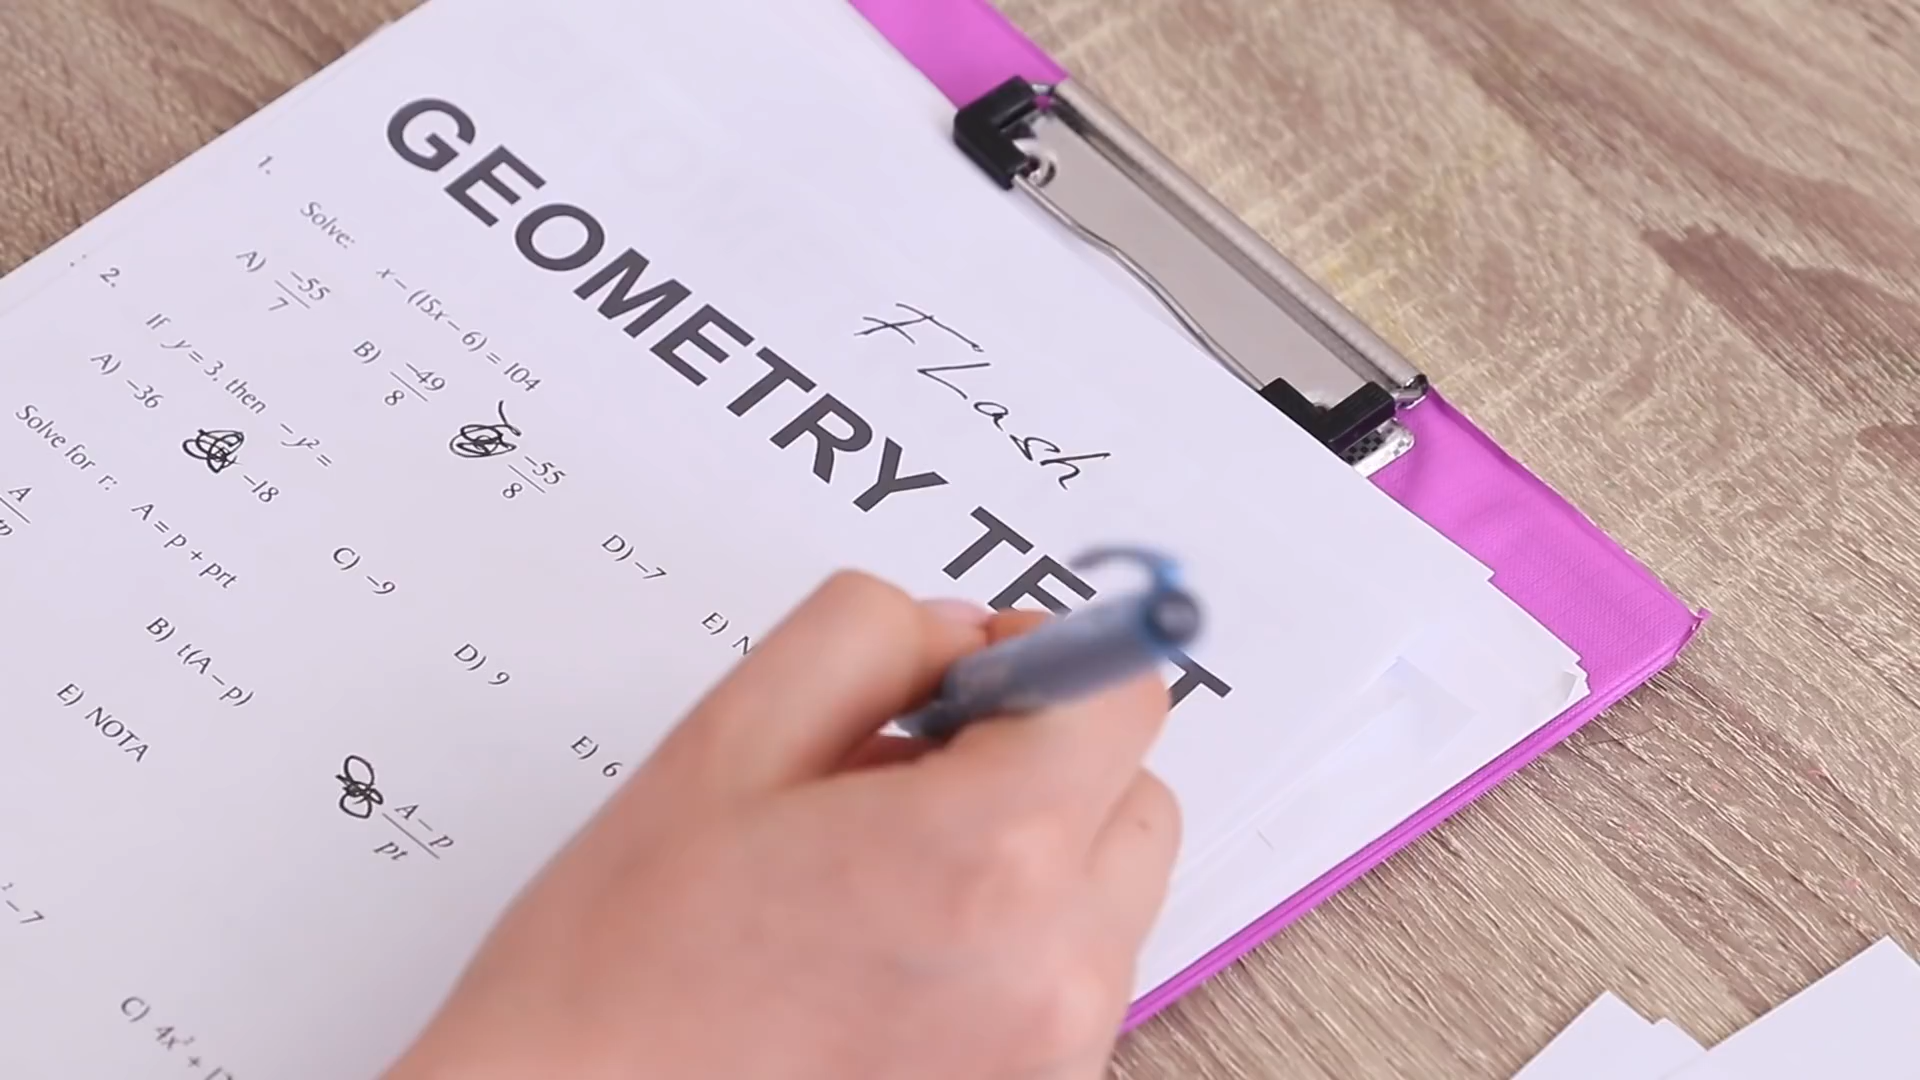 FLash
GEOMETRY TE T
1.
Solve: x – (15x – 6) = 104
A) –55/7 B) –49/8 –55/8 D) –7 E) N
2.
If y = 3, then –y² =
A) –36 –18 C) –9 D) 9 E) 6
Solve for r: A = p + prt
A
B) t(A – p) A – p/pt
E) NOTA
– 7
C) 4x² +